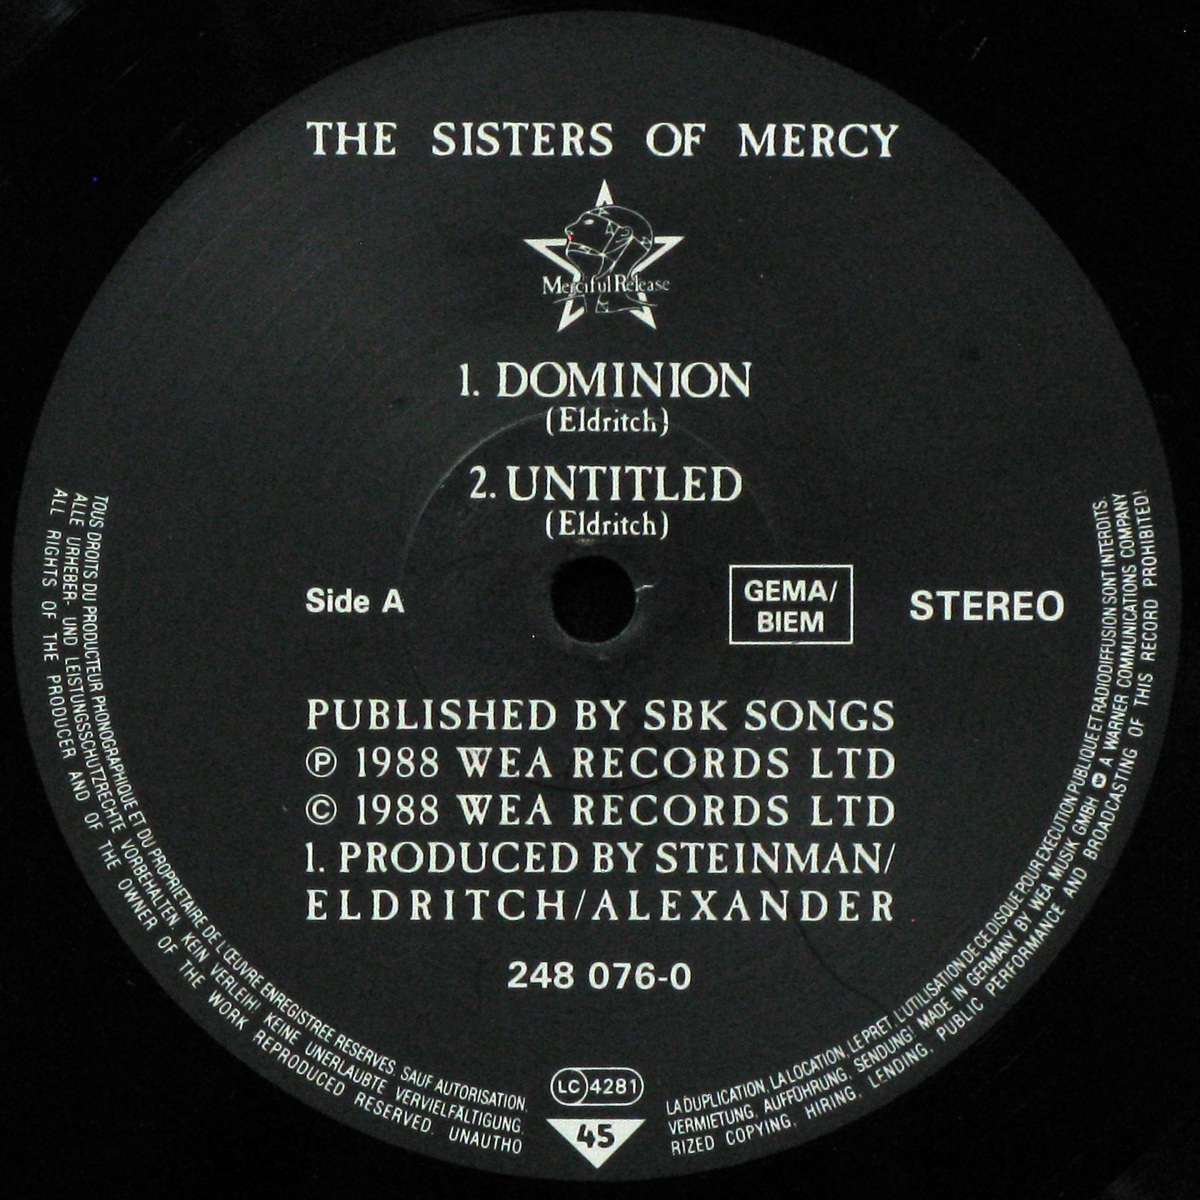 THE SISTERS OF MERCY
Merciful Release
1. DOMINION
(Eldritch)
2. UNTITLED
(Eldritch)
Side A
GEMA/
BIEM
STEREO
PUBLISHED BY SBK SONGS
Ⓟ 1988 WEA RECORDS LTD
© 1988 WEA RECORDS LTD
1. PRODUCED BY STEINMAN/
ELDRITCH/ALEXANDER
248 076-0
LC 4281
45
TOUS DROITS DU PRODUCTEUR PHONOGRAPHIQUE ET DU PROPRIETAIRE DE L'ŒUVRE ENREGISTREE RESERVES. SAUF AUTORISATION. LA DUPLICATION, LA LOCATION, LE PRET, L'UTILISATION DE CE DISQUE POUR EXECUTION PUBLIQUE ET RADIODIFFUSION SONT INTERDITS.
ALLE URHEBER- UND LEISTUNGSSCHUTZRECHTE VORBEHALTEN. KEIN VERLEIH! KEINE UNERLAUBTE VERVIELFÄLTIGUNG, VERMIETUNG, AUFFÜHRUNG, SENDUNG! MADE IN GERMANY BY WEA MUSIK GMBH A WARNER COMMUNICATIONS COMPANY
ALL RIGHTS OF THE PRODUCER AND OF THE OWNER OF THE WORK REPRODUCED RESERVED. UNAUTHORIZED COPYING, HIRING, LENDING, PUBLIC PERFORMANCE AND BROADCASTING OF THIS RECORD PROHIBITED!